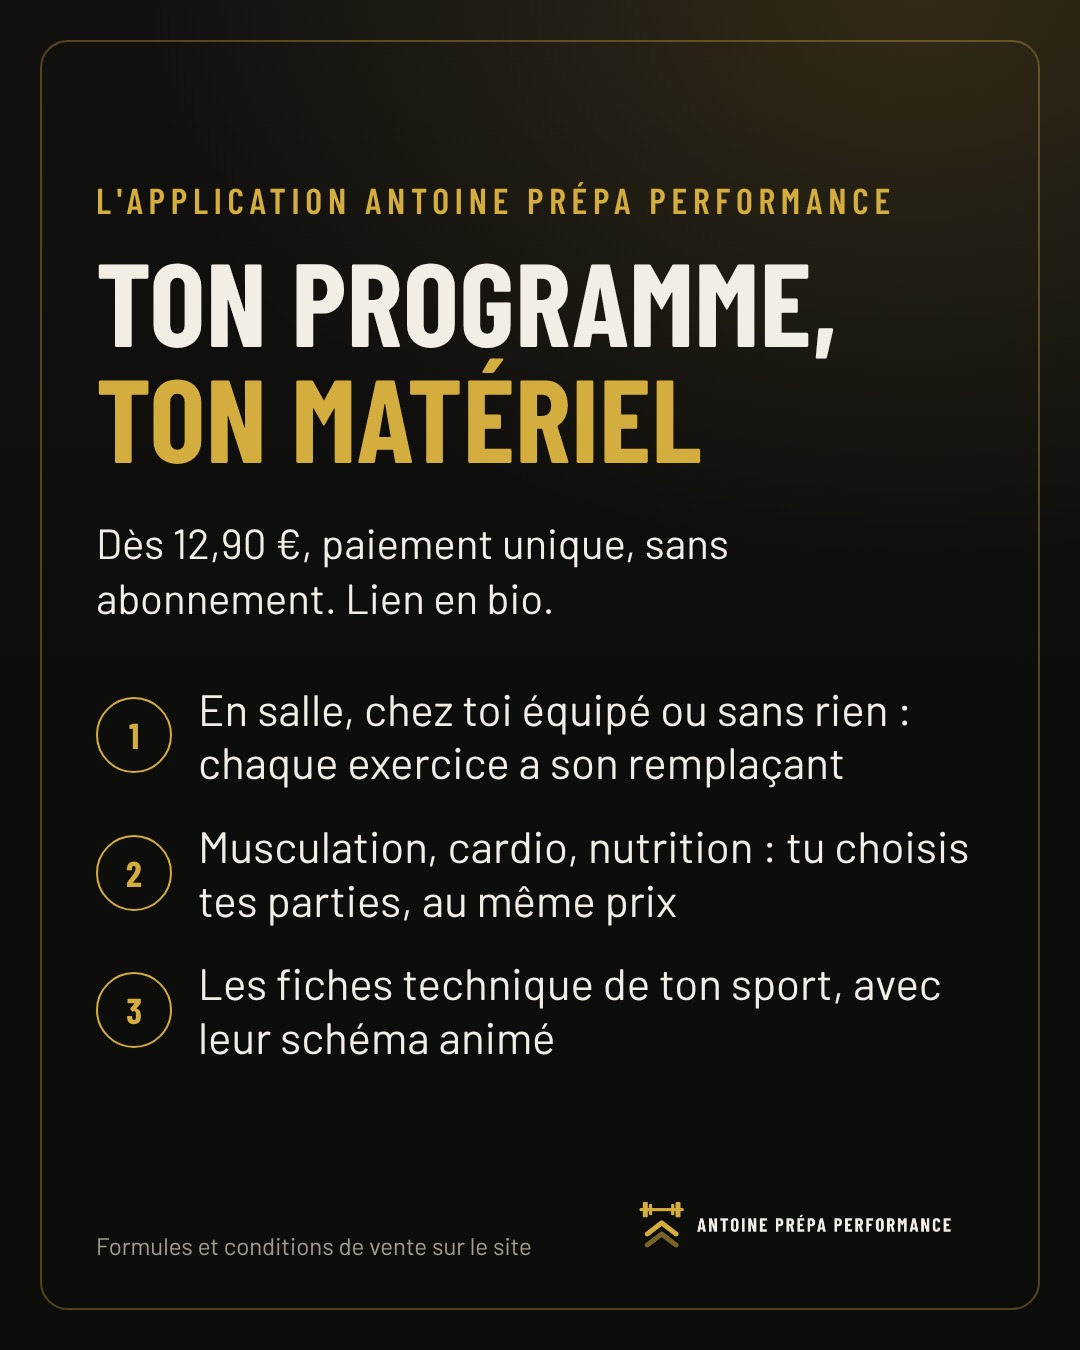 L'APPLICATION ANTOINE PRÉPA PERFORMANCE
TON PROGRAMME,
TON MATÉRIEL
Dès 12,90 €, paiement unique, sans
abonnement. Lien en bio.
1
En salle, chez toi équipé ou sans rien :
chaque exercice a son remplaçant
2
Musculation, cardio, nutrition : tu choisis
tes parties, au même prix
3
Les fiches technique de ton sport, avec
leur schéma animé
Formules et conditions de vente sur le site
ANTOINE PRÉPA PERFORMANCE